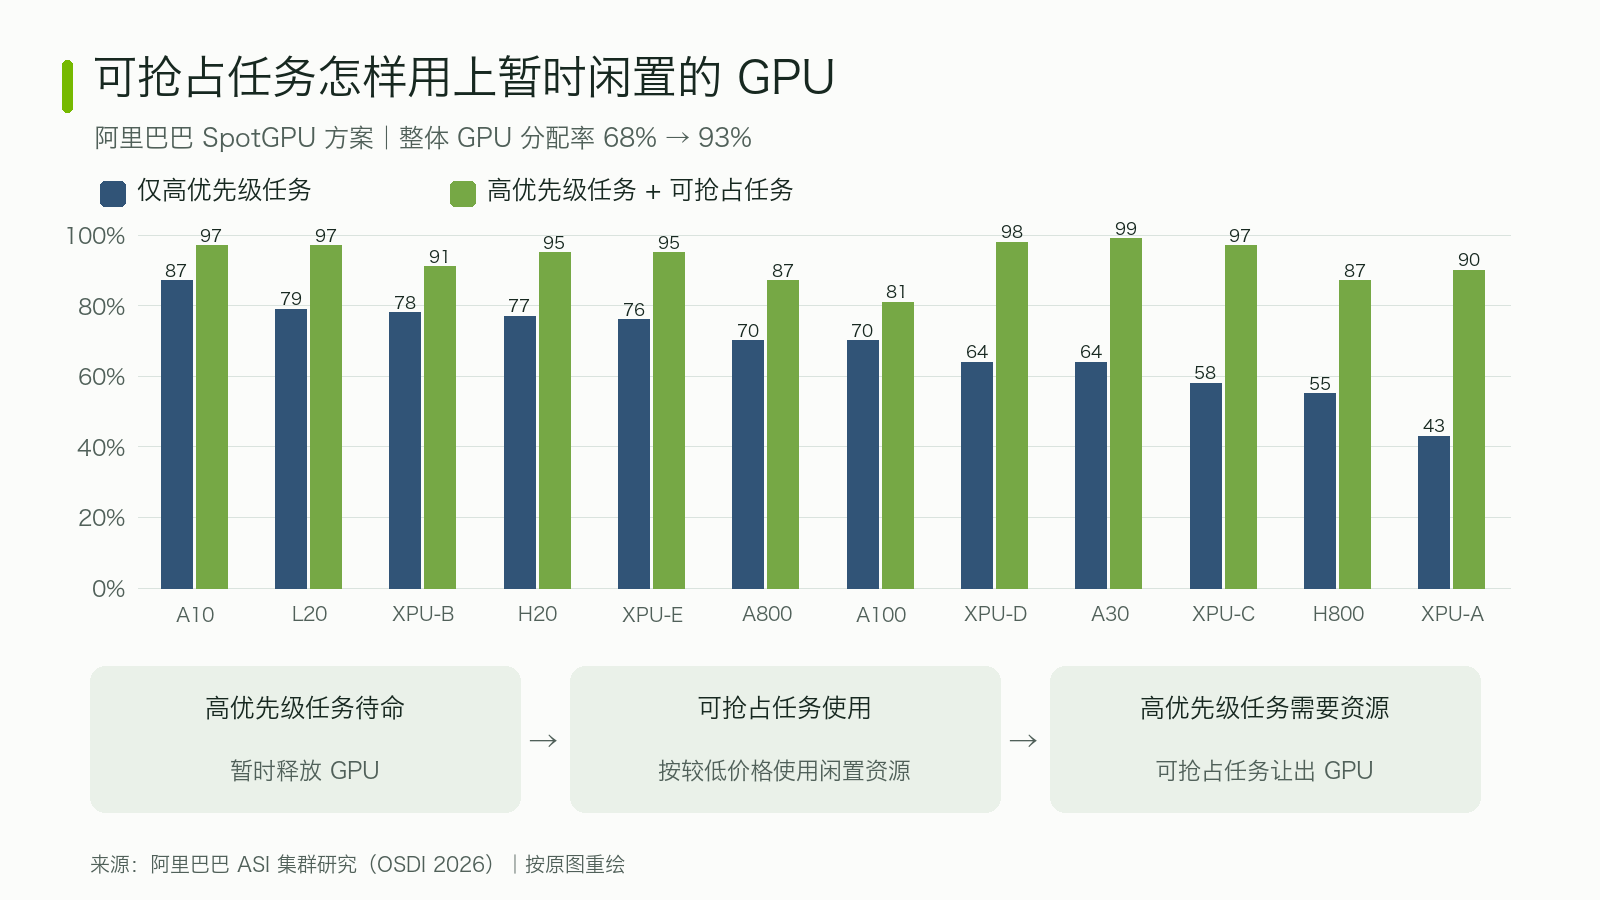 可抢占任务怎样用上暂时闲置的 GPU
阿里巴巴 SpotGPU 方案｜整体 GPU 分配率 68% → 93%
仅高优先级任务
高优先级任务 + 可抢占任务
100%
80%
60%
40%
20%
0%
87 97
79 97
78 91
77 95
76 95
70 87
70 81
64 98
64 99
58 97
55 87
43 90
A10 L20 XPU-B H20 XPU-E A800 A100 XPU-D A30 XPU-C H800 XPU-A
高优先级任务待命
暂时释放 GPU
→
可抢占任务使用
按较低价格使用闲置资源
→
高优先级任务需要资源
可抢占任务让出 GPU
来源：阿里巴巴 ASI 集群研究（OSDI 2026）｜按原图重绘